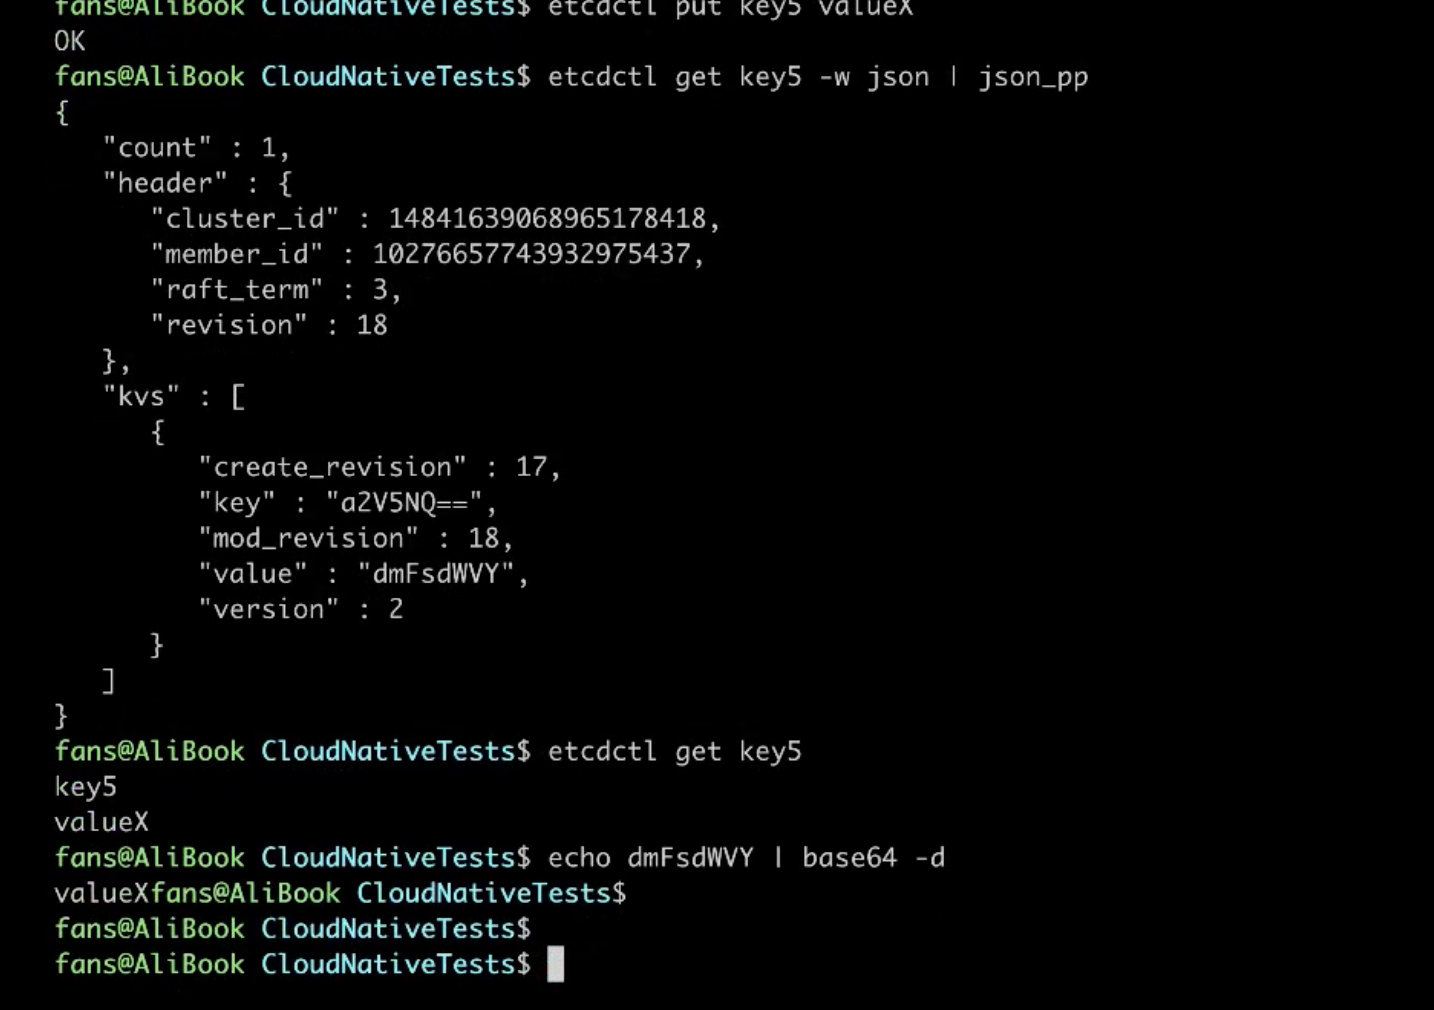 fans@AliBook CloudNativeTests$ etcdctl put key5 valueX
OK
fans@AliBook CloudNativeTests$ etcdctl get key5 -w json | json_pp
{
   "count" : 1,
   "header" : {
      "cluster_id" : 14841639068965178418,
      "member_id" : 10276657743932975437,
      "raft_term" : 3,
      "revision" : 18
   },
   "kvs" : [
      {
         "create_revision" : 17,
         "key" : "a2V5NQ==",
         "mod_revision" : 18,
         "value" : "dmFsdWVY",
         "version" : 2
      }
   ]
}
fans@AliBook CloudNativeTests$ etcdctl get key5
key5
valueX
fans@AliBook CloudNativeTests$ echo dmFsdWVY | base64 -d
valueXfans@AliBook CloudNativeTests$
fans@AliBook CloudNativeTests$
fans@AliBook CloudNativeTests$